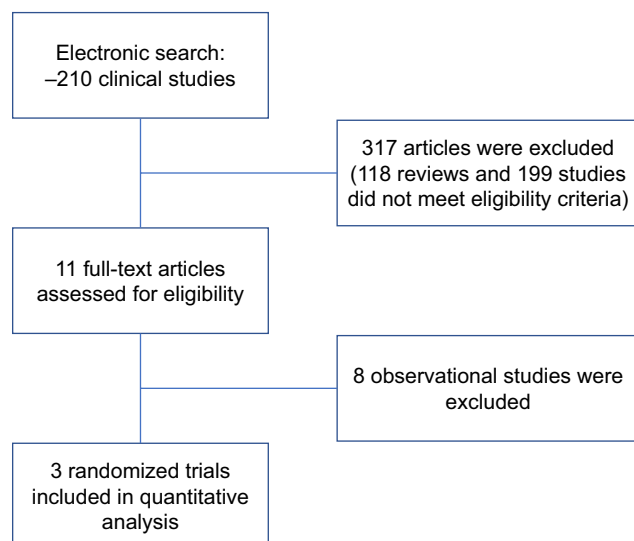 Electronic search:
–210 clinical studies
317 articles were excluded
(118 reviews and 199 studies
did not meet eligibility criteria)
11 full-text articles
assessed for eligibility
8 observational studies were
excluded
3 randomized trials
included in quantitative
analysis